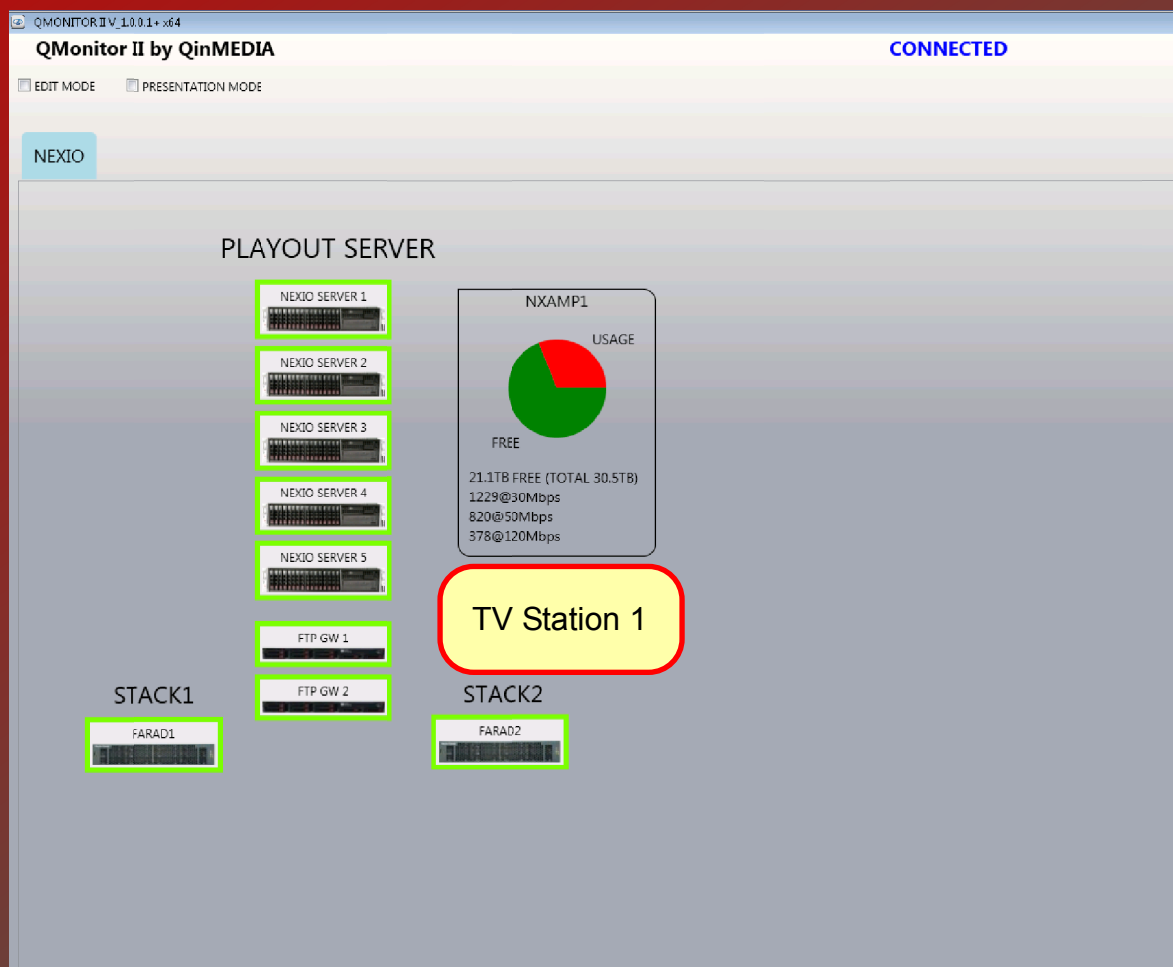 QMONITOR II V_1.0.0.1+ x64
QMonitor II by QinMEDIA
CONNECTED
EDIT MODE
PRESENTATION MODE
NEXIO
PLAYOUT SERVER
NEXIO SERVER 1
NEXIO SERVER 2
NEXIO SERVER 3
NEXIO SERVER 4
NEXIO SERVER 5
FTP GW 1
FTP GW 2
NXAMP1
USAGE
FREE
21.1TB FREE (TOTAL 30.5TB)
1229@30Mbps
820@50Mbps
378@120Mbps
TV Station 1
STACK1
FARAD1
STACK2
FARAD2